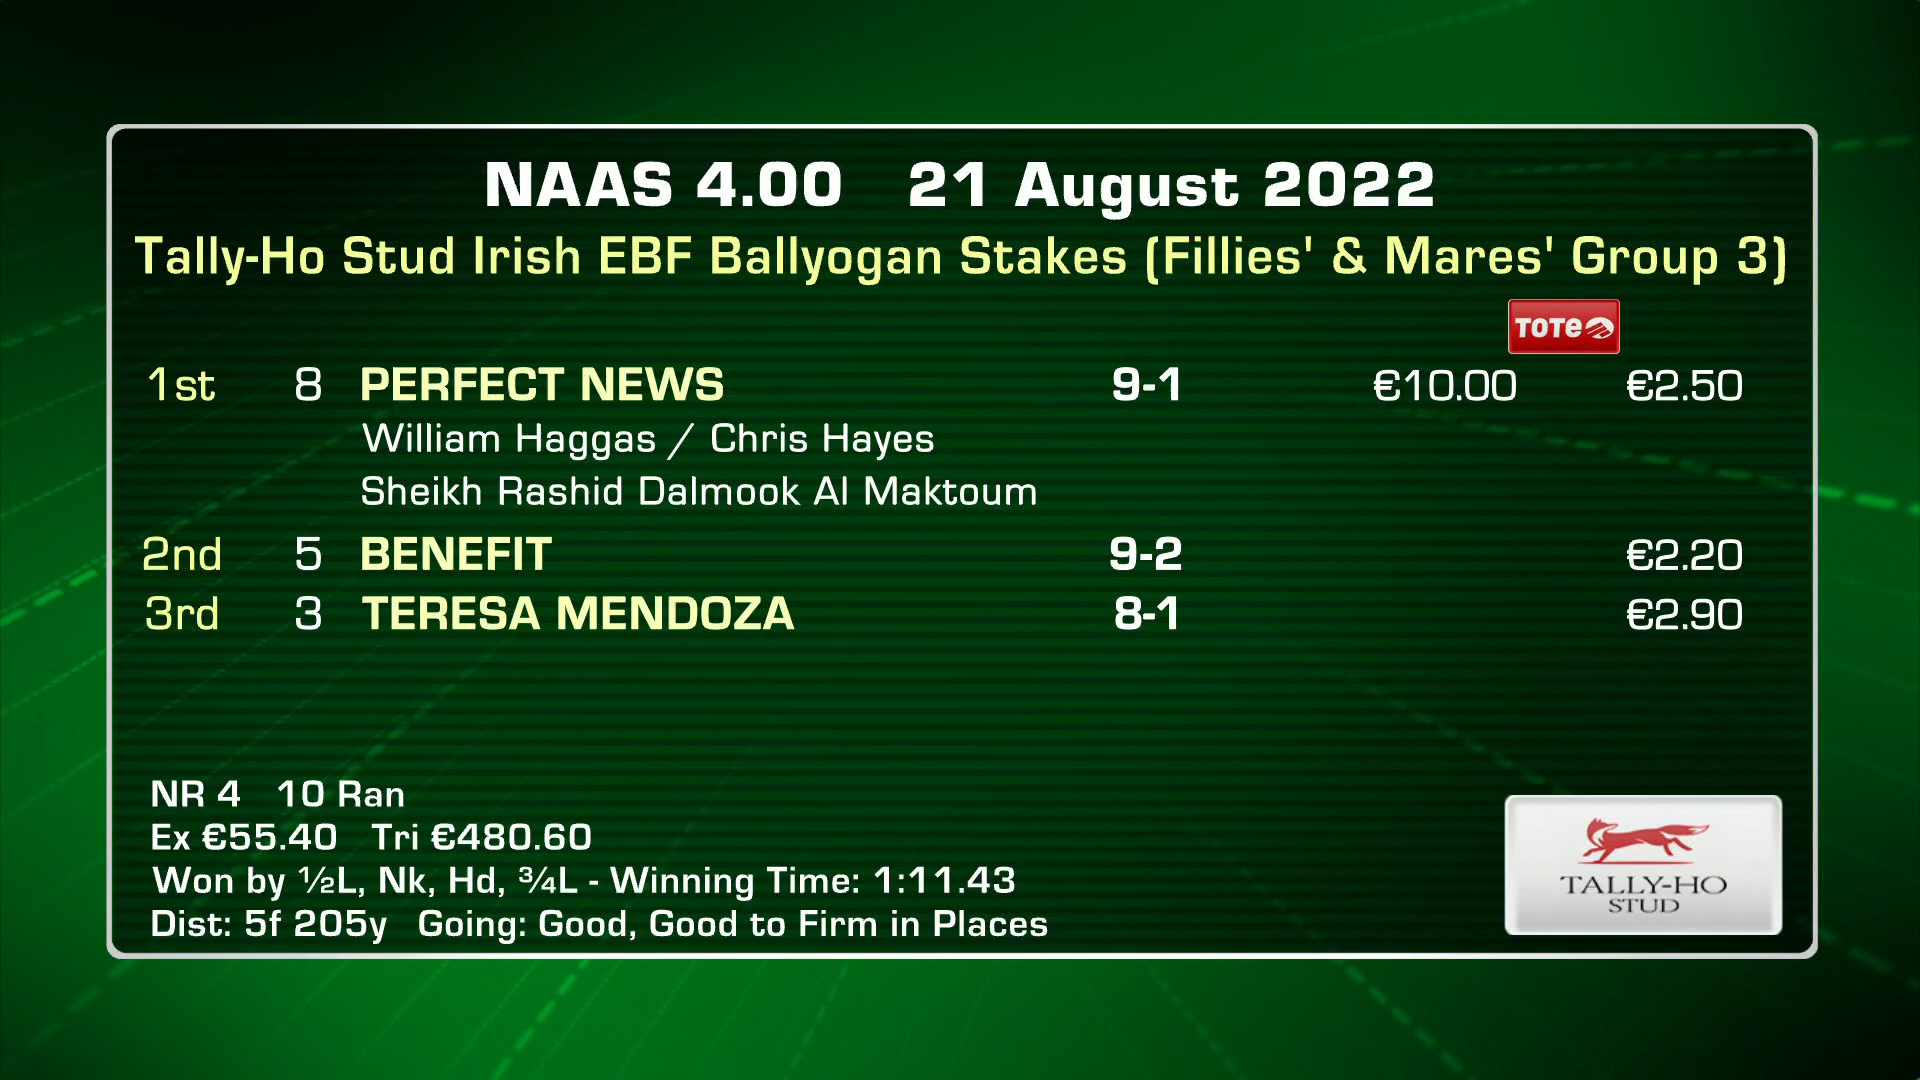 NAAS 4.00 21 August 2022
Tally-Ho Stud Irish EBF Ballyogan Stakes (Fillies' & Mares' Group 3)
TOTE
1st 8 PERFECT NEWS 9-1 €10.00 €2.50
William Haggas / Chris Hayes
Sheikh Rashid Dalmook Al Maktoum
2nd 5 BENEFIT 9-2 €2.20
3rd 3 TERESA MENDOZA 8-1 €2.90
NR 4 10 Ran
Ex €55.40 Tri €480.60
Won by ½L, Nk, Hd, ¾L - Winning Time: 1:11.43
Dist: 5f 205y Going: Good, Good to Firm in Places
TALLY-HO
STUD